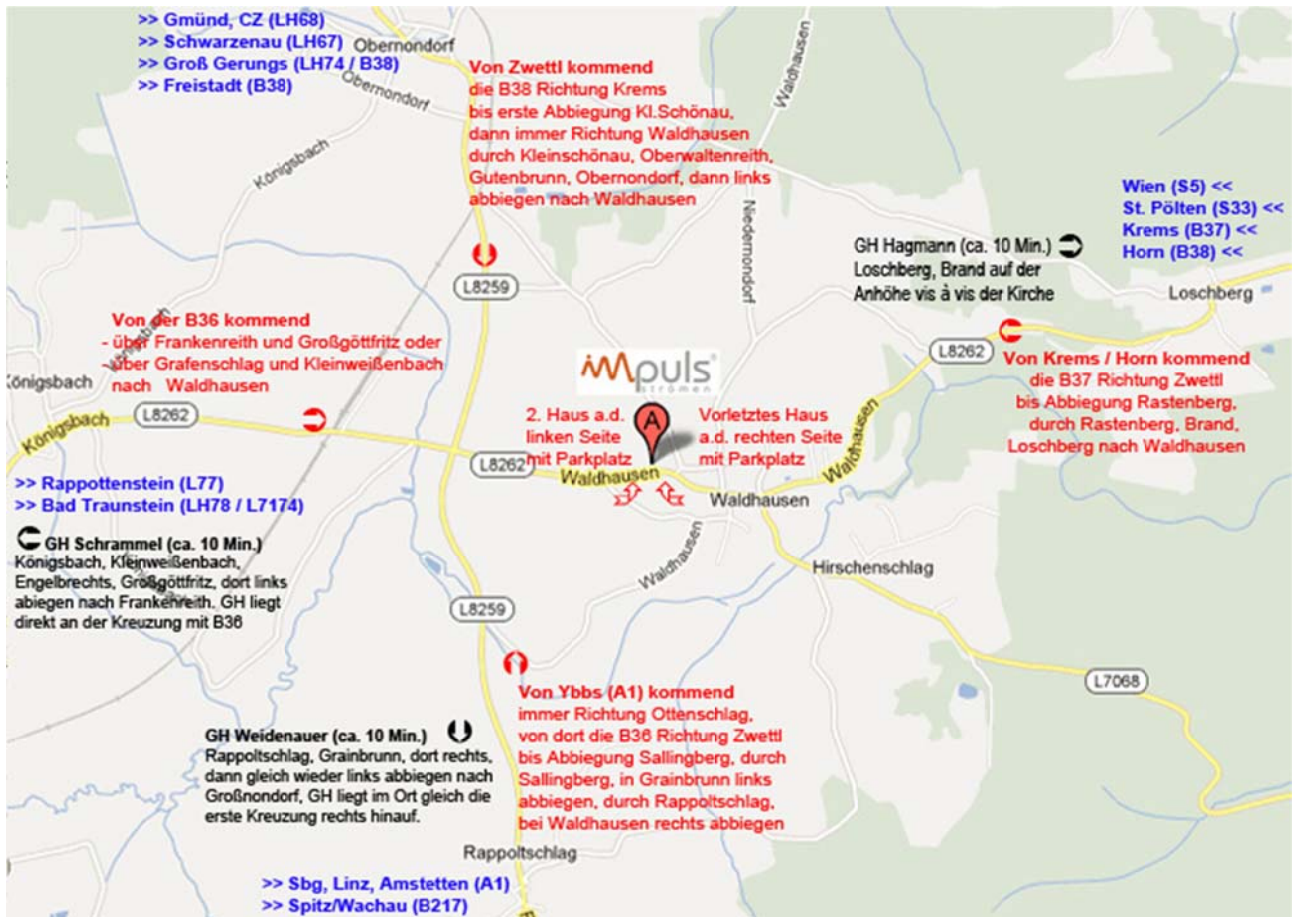 >> Gmünd, CZ (LH68)
>> Schwarzenau (LH67)
>> Groß Gerungs (LH74 / B38)
>> Freistadt (B38)
Obernondorf
Obernondorf
Königsbach
Von Zwettl kommend
die B38 Richtung Krems
bis erste Abbiegung Kl.Schönau,
dann immer Richtung Waldhausen
durch Kleinschönau, Oberwaltenreith,
Gutenbrunn, Obernondorf, dann links
abbiegen nach Waldhausen
Waldhausen
Niedernondorf
Wien (S5) <<
St. Pölten (S33) <<
Krems (B37) <<
Horn (B38) <<
GH Hagmann (ca. 10 Min.)
Loschberg, Brand auf der
Anhöhe vis à vis der Kirche
Loschberg
L8259
Von der B36 kommend
- über Frankenreith und Großgöttfritz oder
- über Grafenschlag und Kleinweißenbach
nach Waldhausen
Königsbach
Königsbach
Königsbach
L8262
L8262
Von Krems / Horn kommend
die B37 Richtung Zwettl
bis Abbiegung Rastenberg,
durch Rastenberg, Brand,
Loschberg nach Waldhausen
impuls®
strömen
2. Haus a.d.
linken Seite
mit Parkplatz
A
Vorletztes Haus
a.d. rechten Seite
mit Parkplatz
L8262
Waldhausen
Waldhausen
Waldhausen
Waldhausen
>> Rappottenstein (L77)
>> Bad Traunstein (LH78 / L7174)
GH Schrammel (ca. 10 Min.)
Königsbach, Kleinweißenbach,
Engelbrechts, Großgöttfritz, dort links
abiegen nach Frankenreith. GH liegt
direkt an der Kreuzung mit B36
Hirschenschlag
L8259
L7068
Von Ybbs (A1) kommend
immer Richtung Ottenschlag,
von dort die B36 Richtung Zwettl
bis Abbiegung Sallingberg, durch
Sallingberg, in Grainbrunn links
abbiegen, durch Rappoltschlag,
bei Waldhausen rechts abbiegen
GH Weidenauer (ca. 10 Min.)
Rappoltschlag, Grainbrunn, dort rechts,
dann gleich wieder links abbiegen nach
Großnondorf, GH liegt im Ort gleich die
erste Kreuzung rechts hinauf.
Rappoltschlag
>> Sbg, Linz, Amstetten (A1)
>> Spitz/Wachau (B217)